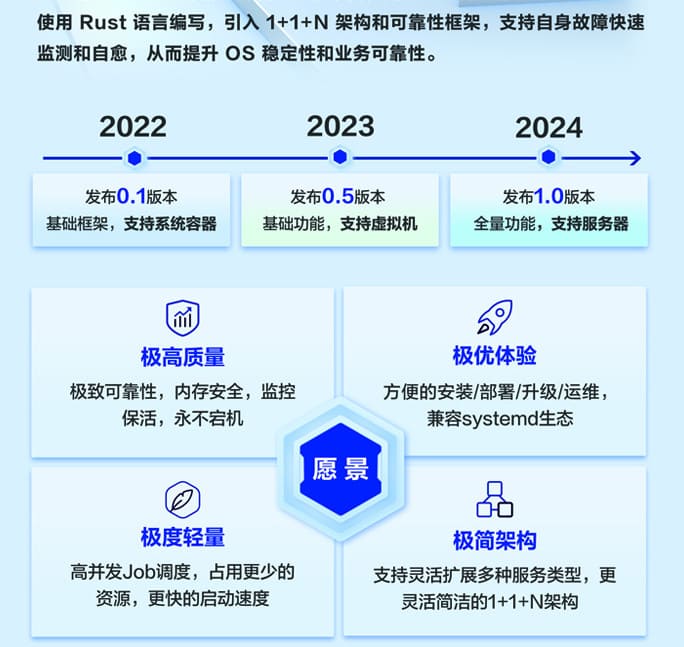 使用 Rust 语言编写，引入 1+1+N 架构和可靠性框架，支持自身故障快速
监测和自愈，从而提升 OS 稳定性和业务可靠性。
2022
2023
2024
发布0.1版本
基础框架，支持系统容器
发布0.5版本
基础功能，支持虚拟机
发布1.0版本
全量功能，支持服务器
极高质量
极致可靠性，内存安全，监控
保活，永不宕机
极优体验
方便的安装/部署/升级/运维，
兼容systemd生态
愿景
极度轻量
高并发Job调度，占用更少的
资源，更快的启动速度
极简架构
支持灵活扩展多种服务类型，更
灵活简洁的1+1+N架构